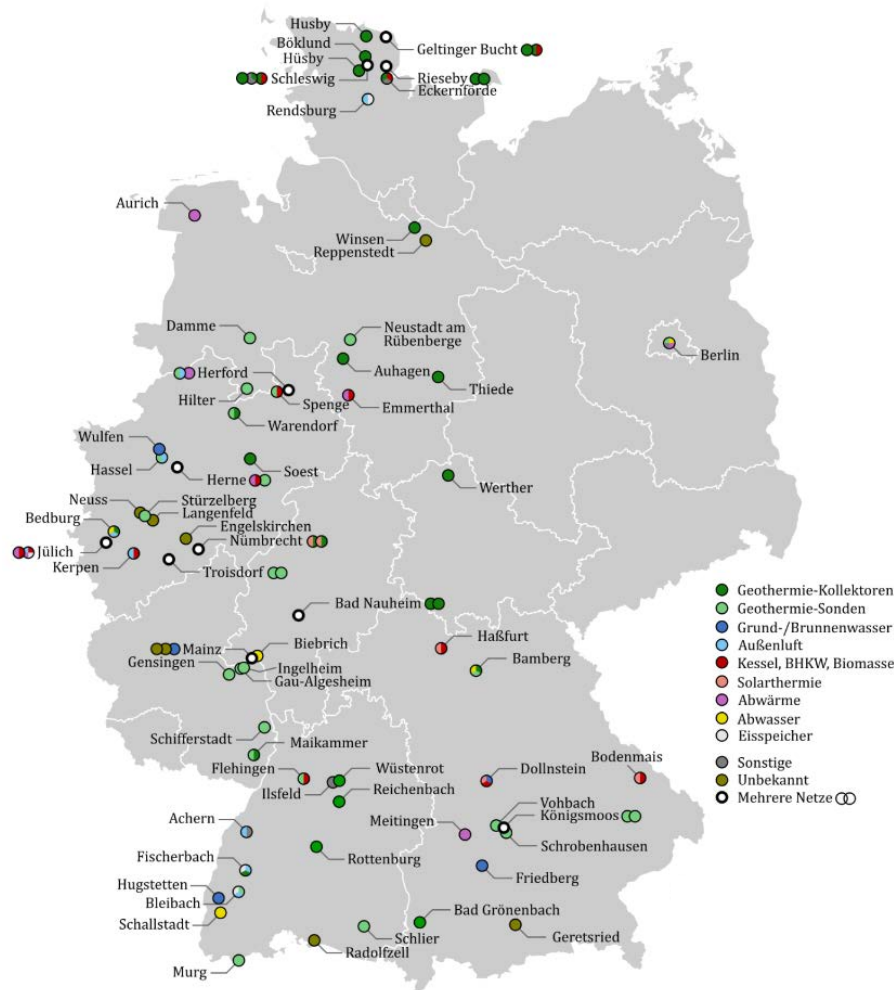 Husby
Böklund
Geltinger Bucht
Hüsby
Schleswig
Rieseby
Eckernförde
Rendsburg
Aurich
Winsen
Reppenstedt
Damme
Neustadt am
Rübenberge
Berlin
Herford
Auhagen
Thiede
Hilter
Spenge
Emmerthal
Warendorf
Wulfen
Hassel
Herne
Soest
Werther
Neuss
Stürzelberg
Langenfeld
Bedburg
Engelskirchen
Jülich
Nümbrecht
Kerpen
Troisdorf
Bad Nauheim
Mainz
Biebrich
Haßfurt
Gensingen
Ingelheim
Bamberg
Gau-Algesheim
Schifferstadt
Maikammer
Flehingen
Wüstenrot
Dollnstein
Bodenmais
Ilsfeld
Reichenbach
Vohbach
Königsmoos
Achern
Meitingen
Schrobenhausen
Rottenburg
Fischerbach
Friedberg
Hugstetten
Bleibach
Schallstadt
Bad Grönenbach
Schlier
Geretsried
Radolfzell
Murg
Geothermie-Kollektoren
Geothermie-Sonden
Grund-/Brunnenwasser
Außenluft
Kessel, BHKW, Biomasse
Solarthermie
Abwärme
Abwasser
Eisspeicher
Sonstige
Unbekannt
Mehrere Netze